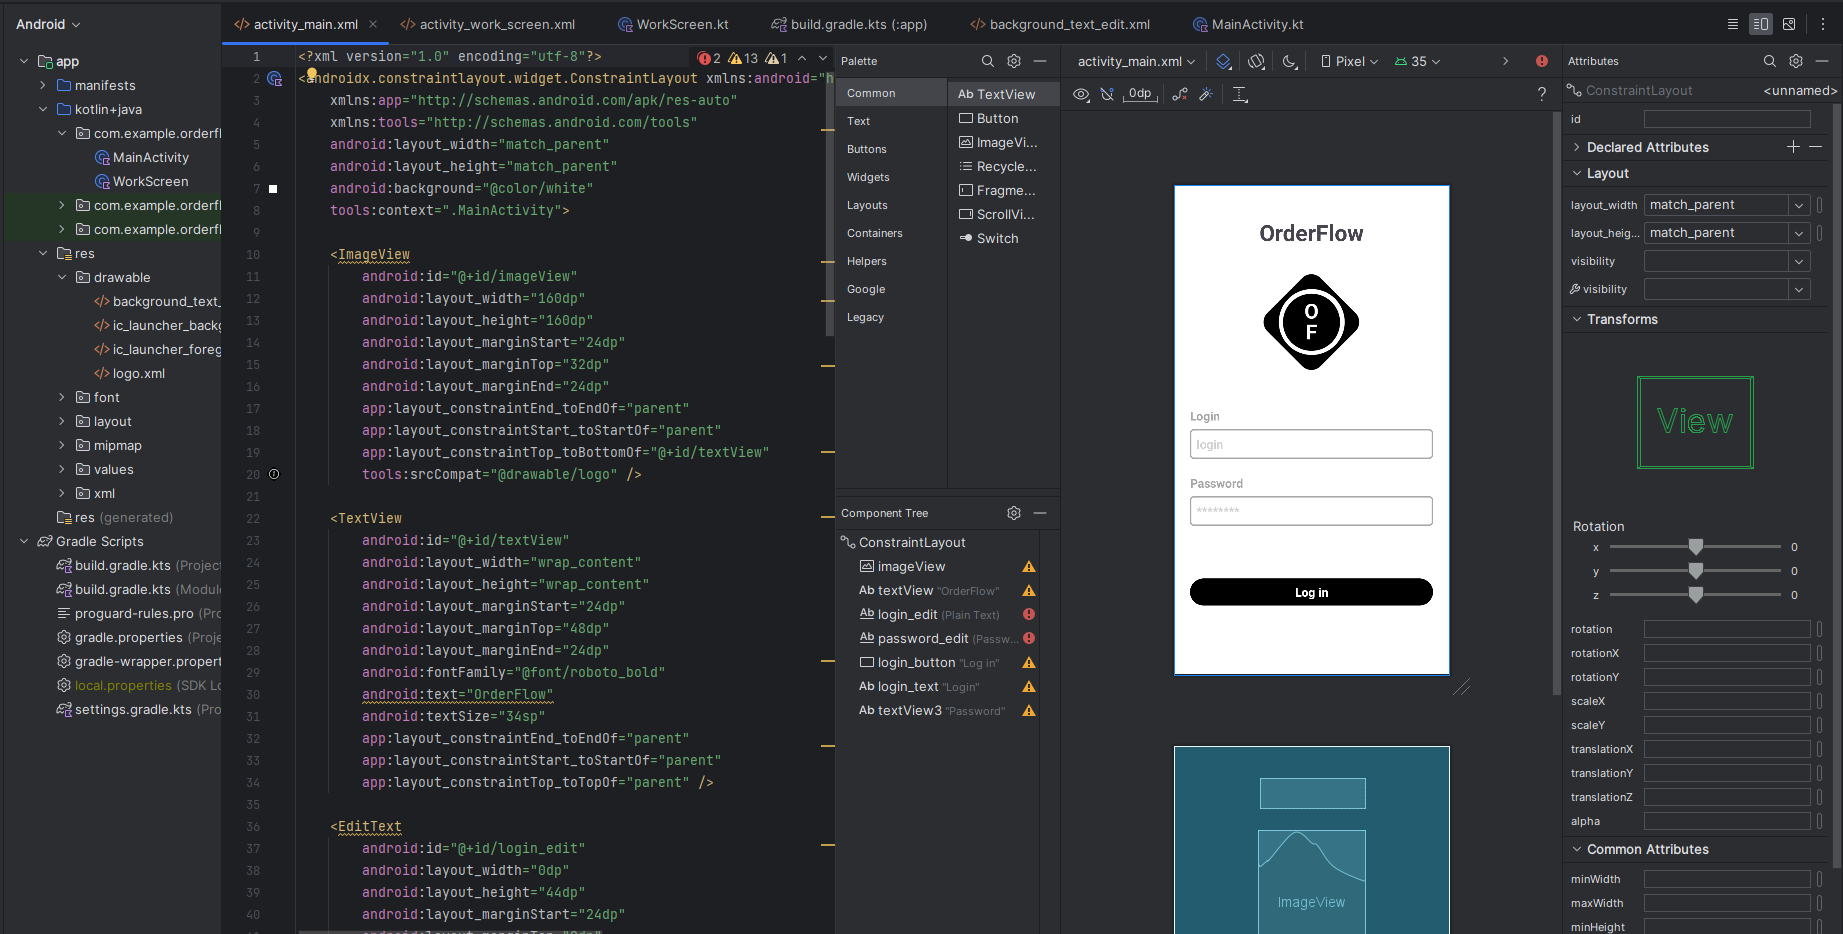 Android
activity_main.xml
activity_work_screen.xml
WorkScreen.kt
build.gradle.kts (:app)
background_text_edit.xml
MainActivity.kt
app
manifests
kotlin+java
com.example.orderfl
MainActivity
WorkScreen
com.example.orderfl
com.example.orderfl
res
drawable
background_text_
ic_launcher_backg
ic_launcher_foreg
logo.xml
font
layout
mipmap
values
xml
res (generated)
Gradle Scripts
build.gradle.kts (Project
build.gradle.kts (Modul
proguard-rules.pro (Pro
gradle.properties (Proje
gradle-wrapper.propert
local.properties (SDK Lo
settings.gradle.kts (Pro
2 13 1
1 <?xml version="1.0" encoding="utf-8"?>
2 <androidx.constraintlayout.widget.ConstraintLayout xmlns:android="h
3 xmlns:app="http://schemas.android.com/apk/res-auto"
4 xmlns:tools="http://schemas.android.com/tools"
5 android:layout_width="match_parent"
6 android:layout_height="match_parent"
7 android:background="@color/white"
8 tools:context=".MainActivity">
9
10 <ImageView
11 android:id="@+id/imageView"
12 android:layout_width="160dp"
13 android:layout_height="160dp"
14 android:layout_marginStart="24dp"
15 android:layout_marginTop="32dp"
16 android:layout_marginEnd="24dp"
17 app:layout_constraintEnd_toEndOf="parent"
18 app:layout_constraintStart_toStartOf="parent"
19 app:layout_constraintTop_toBottomOf="@+id/textView"
20 tools:srcCompat="@drawable/logo" />
21
22 <TextView
23 android:id="@+id/textView"
24 android:layout_width="wrap_content"
25 android:layout_height="wrap_content"
26 android:layout_marginStart="24dp"
27 android:layout_marginTop="48dp"
28 android:layout_marginEnd="24dp"
29 android:fontFamily="@font/roboto_bold"
30 android:text="OrderFlow"
31 android:textSize="34sp"
32 app:layout_constraintEnd_toEndOf="parent"
33 app:layout_constraintStart_toStartOf="parent"
34 app:layout_constraintTop_toTopOf="parent" />
35
36 <EditText
37 android:id="@+id/login_edit"
38 android:layout_width="0dp"
39 android:layout_height="44dp"
40 android:layout_marginStart="24dp"
Palette
Common
Text
Buttons
Widgets
Layouts
Containers
Helpers
Google
Legacy
Ab TextView
Button
ImageVi...
Recycle...
Fragme...
ScrollVi...
Switch
Component Tree
ConstraintLayout
imageView
Ab textView "OrderFlow"
Ab login_edit (Plain Text)
Ab password_edit (Passw...
login_button "Log in"
Ab login_text "Login"
Ab textView3 "Password"
activity_main.xml
Pixel
35
0dp
?
OrderFlow
O
F
Login
login
Password
********
Log in
ImageView
Attributes
ConstraintLayout <unnamed>
id
Declared Attributes
Layout
layout_width match_parent
layout_heig... match_parent
visibility
visibility
Transforms
View
Rotation
x 0
y 0
z 0
rotation
rotationX
rotationY
scaleX
scaleY
translationX
translationY
translationZ
alpha
Common Attributes
minWidth
maxWidth
minHeight